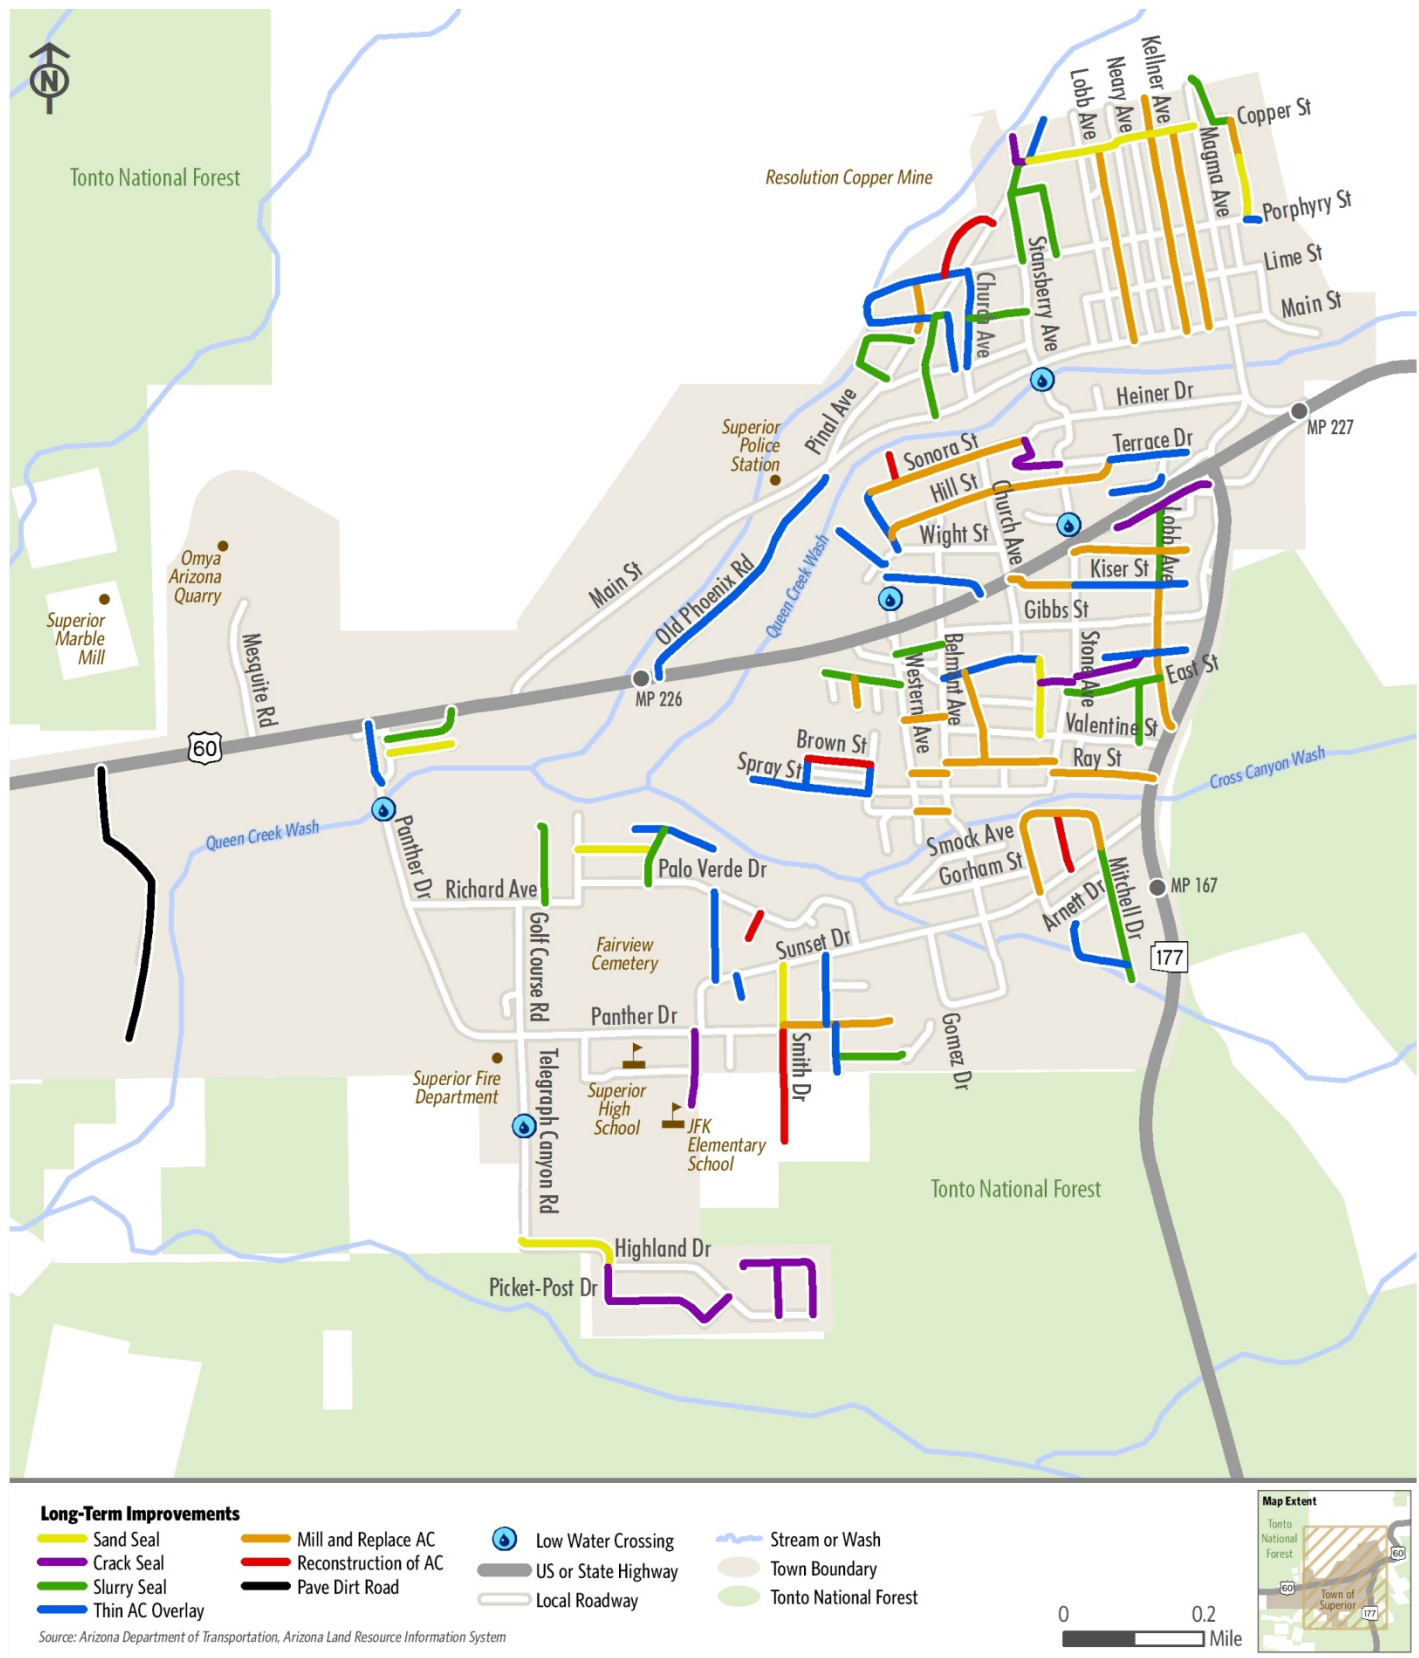 N
Tonto National Forest
Resolution Copper Mine
Lobb Ave
Neary Ave
Kellner Ave
Magma Ave
Copper St
Porphyry St
Lime St
Main St
Stansberry Ave
Church Ave
Pinal Ave
Heiner Dr
MP 227
Superior
Police
Station
Sonora St
Terrace Dr
Hill St
Church Ave
Wight St
Lobb Ave
Kiser St
Gibbs St
Omya
Arizona
Quarry
Superior
Marble
Mill
Mesquite Rd
Main St
Old Phoenix Rd
Queen Creek Wash
MP 226
60
Western Ave
Belmont Ave
Stone Ave
East St
Valentine St
Ray St
Brown St
Spray St
Cross Canyon Wash
Queen Creek Wash
Panther Dr
Richard Ave
Palo Verde Dr
Smock Ave
Gorham St
Arnett Dr
Mitchell Dr
MP 167
177
Golf Course Rd
Fairview
Cemetery
Sunset Dr
Panther Dr
Smith Dr
Gomez Dr
Superior Fire
Department
Telegraph Canyon Rd
Superior
High
School
JFK
Elementary
School
Tonto National Forest
Highland Dr
Picket-Post Dr
Long-Term Improvements
Sand Seal
Crack Seal
Slurry Seal
Thin AC Overlay
Mill and Replace AC
Reconstruction of AC
Pave Dirt Road
Low Water Crossing
US or State Highway
Local Roadway
Stream or Wash
Town Boundary
Tonto National Forest
0 0.2
Mile
Map Extent
Tonto
National
Forest
60
60
Town of
Superior
177
Source: Arizona Department of Transportation, Arizona Land Resource Information System